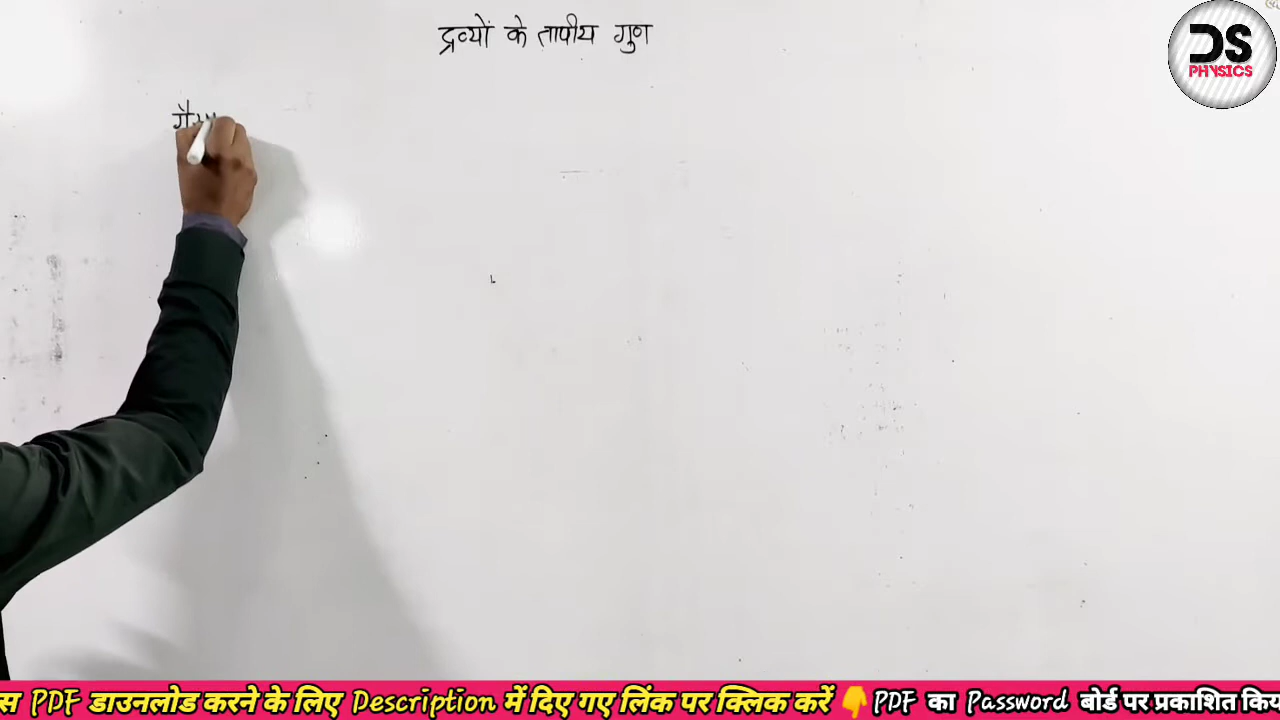 द्रव्यों के तापीय गुण
DS
PHYSICS
PDF डाउनलोड करने के लिए Description में दिए गए लिंक पर क्लिक करें 👇 PDF का Password बोर्ड पर प्रकाशित